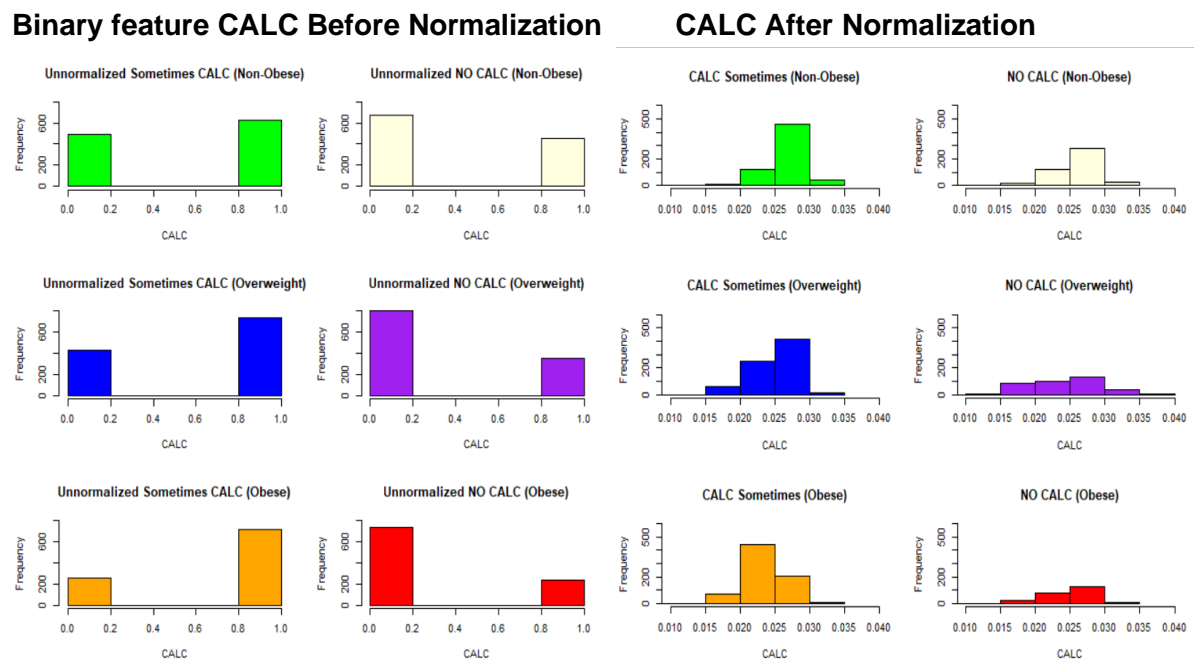 Binary feature CALC Before Normalization
CALC After Normalization
Unnormalized Sometimes CALC (Non-Obese)
Frequency
0 200 600
0.0 0.2 0.4 0.6 0.8 1.0
CALC
Unnormalized NO CALC (Non-Obese)
Frequency
0 200 600
0.0 0.2 0.4 0.6 0.8 1.0
CALC
CALC Sometimes (Non-Obese)
Frequency
0 200 500
0.010 0.015 0.020 0.025 0.030 0.035 0.040
CALC
NO CALC (Non-Obese)
Frequency
0 200 500
0.010 0.015 0.020 0.025 0.030 0.035 0.040
CALC
Unnormalized Sometimes CALC (Overweight)
Frequency
0 200 600
0.0 0.2 0.4 0.6 0.8 1.0
CALC
Unnormalized NO CALC (Overweight)
Frequency
0 200 600
0.0 0.2 0.4 0.6 0.8 1.0
CALC
CALC Sometimes (Overweight)
Frequency
0 200 500
0.010 0.015 0.020 0.025 0.030 0.035 0.040
CALC
NO CALC (Overweight)
Frequency
0 200 500
0.010 0.015 0.020 0.025 0.030 0.035 0.040
CALC
Unnormalized Sometimes CALC (Obese)
Frequency
0 200 600
0.0 0.2 0.4 0.6 0.8 1.0
CALC
Unnormalized NO CALC (Obese)
Frequency
0 200 600
0.0 0.2 0.4 0.6 0.8 1.0
CALC
CALC Sometimes (Obese)
Frequency
0 200 500
0.010 0.015 0.020 0.025 0.030 0.035 0.040
CALC
NO CALC (Obese)
Frequency
0 200 500
0.010 0.015 0.020 0.025 0.030 0.035 0.040
CALC